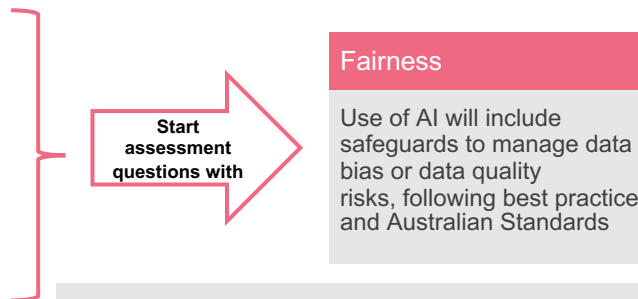 Start
assessment
questions with
Fairness
Use of AI will include
safeguards to manage data
bias or data quality
risks, following best practice
and Australian Standards